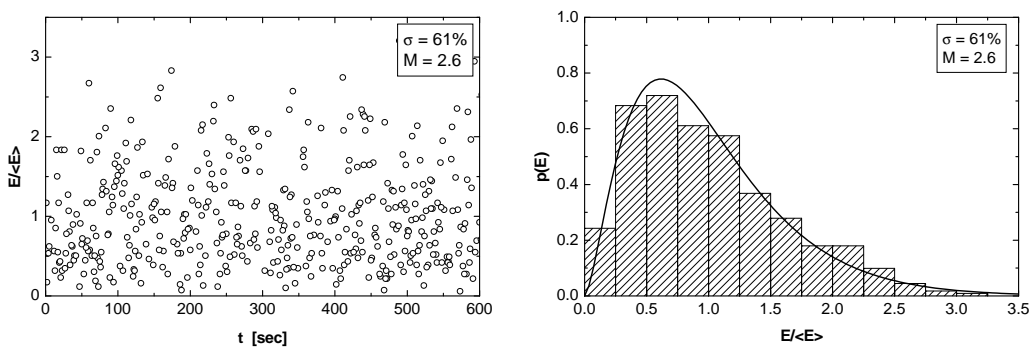 E/<E>
3
2
1
0
σ = 61%
M = 2.6
0 100 200 300 400 500 600
t [sec]
p(E)
1.0
0.8
0.6
0.4
0.2
0.0
σ = 61%
M = 2.6
0.0 0.5 1.0 1.5 2.0 2.5 3.0 3.5
E/<E>